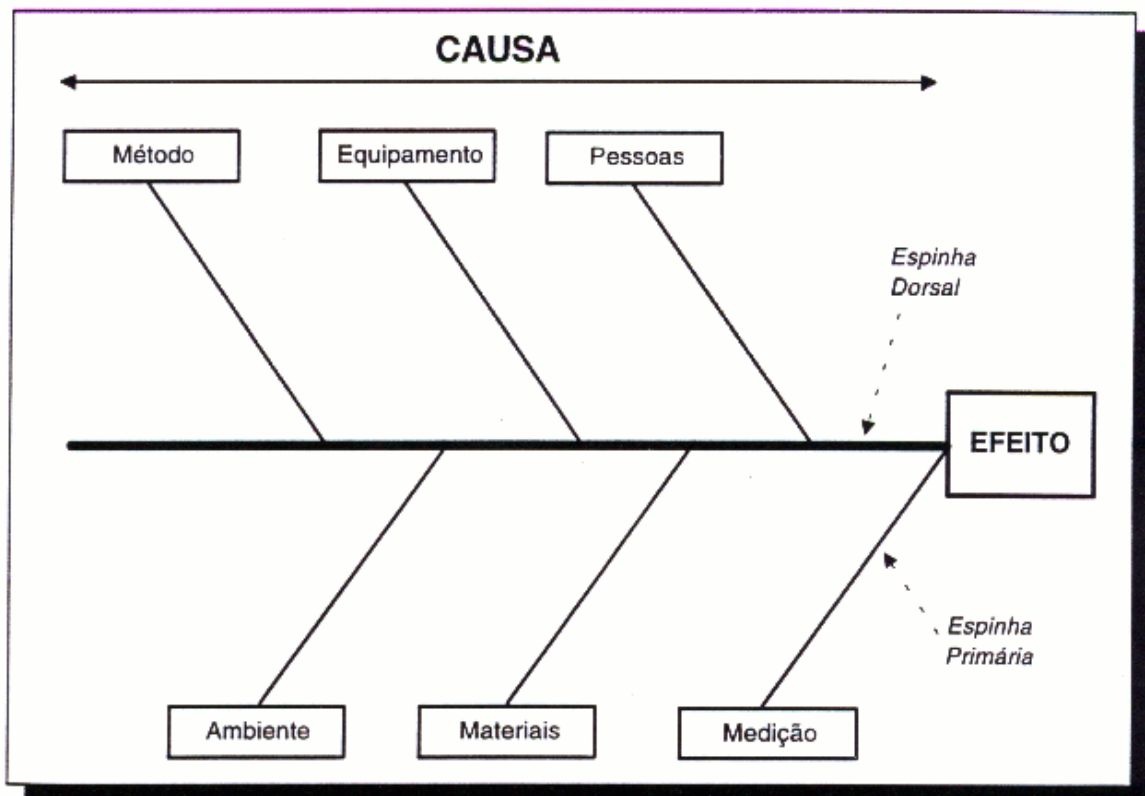 CAUSA
Método
Equipamento
Pessoas
Espinha
Dorsal
EFEITO
Espinha
Primária
Ambiente
Materiais
Medição